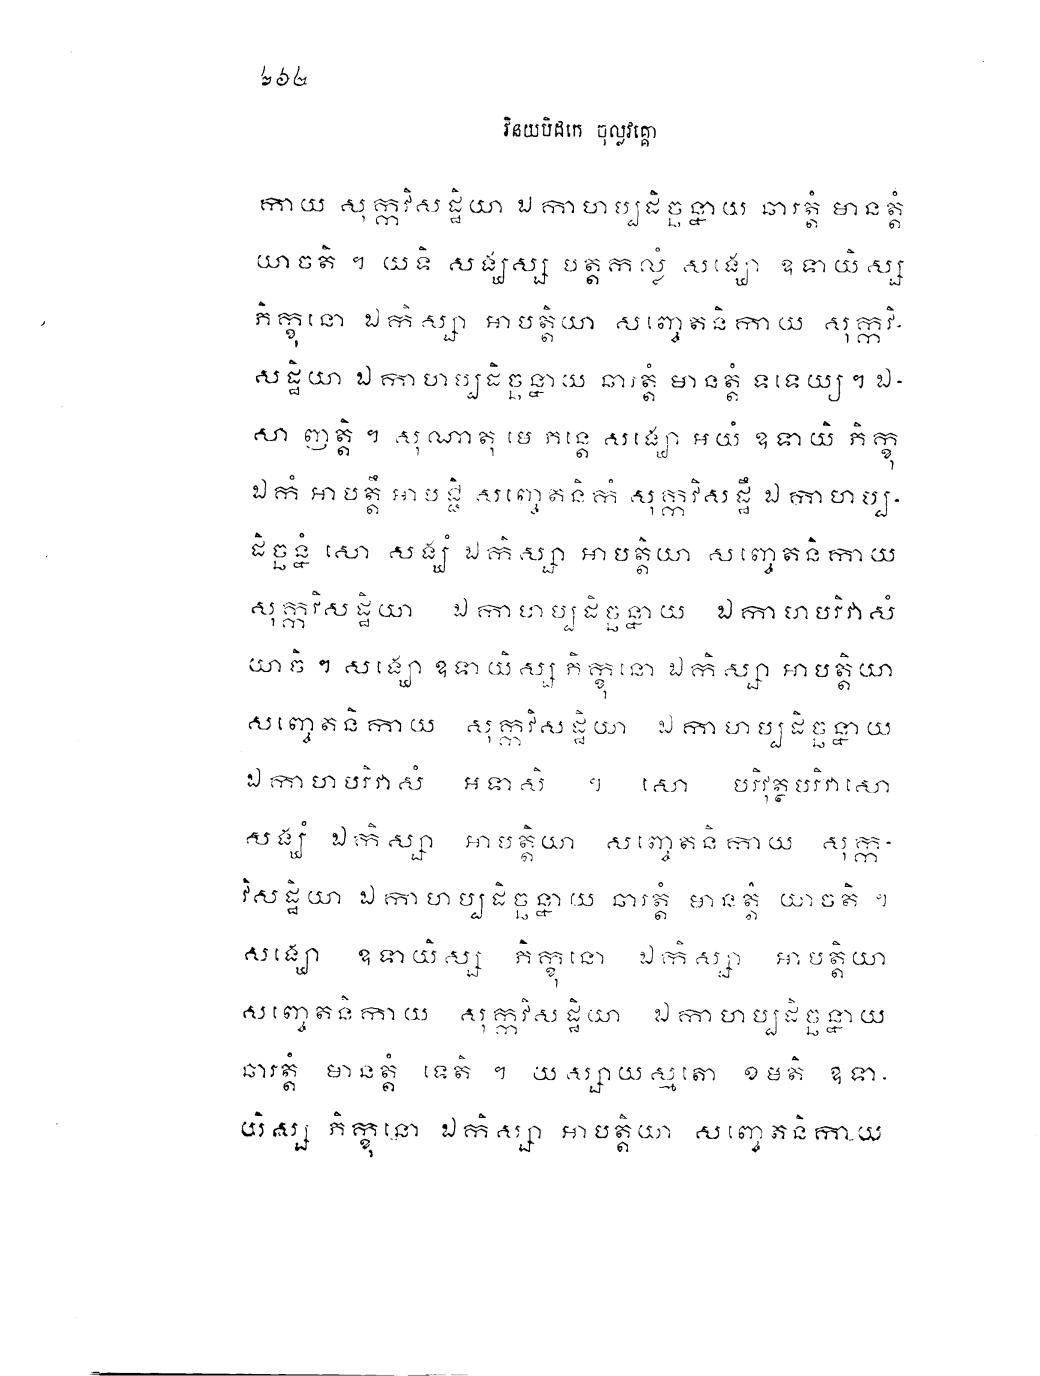 ២៦៤
វិនយបិដកេ ចុល្លវគ្គោ
កាយ សុក្កវិសដ្ឋិយា ឯកាហប្បដិច្ឆន្នាយ ឆារត្តំ មានត្តំ
យាចតិ ។ យទិ សង្ឃស្ស បត្តកល្លំ សង្ឃោ ឧទាយិស្ស
ភិក្ខុនោ ឯកិស្សា អាបត្តិយា សញ្ចេតនិកាយ សុក្កវិ-
សដ្ឋិយា ឯកាហប្បដិច្ឆន្នាយ ឆារត្តំ មានត្តំ ទទេយ្យ ។ ឯ-
សា ញត្តិ ។ សុណាតុ មេ ភន្តេ សង្ឃោ អយំ ឧទាយិ ភិក្ខុ
ឯកំ អាបត្តឹ អាបជ្ជិ សញ្ចេតនិកំ សុក្កវិសដ្ឋឹ ឯកាហប្ប-
ដិច្ឆន្នំ សោ សង្ឃំ ឯកិស្សា អាបត្តិយា សញ្ចេតនិកាយ
សុក្កវិសដ្ឋិយា ឯកាហប្បដិច្ឆន្នាយ ឯកាហបរិវាសំ
យាចិ ។ សង្ឃោ ឧទាយិស្ស ភិក្ខុនោ ឯកិស្សា អាបត្តិយា
សញ្ចេតនិកាយ សុក្កវិសដ្ឋិយា ឯកាហប្បដិច្ឆន្នាយ
ឯកាហបរិវាសំ អទាសិ ។ សោ បរិវុត្ថបរិវាសោ
សង្ឃំ ឯកិស្សា អាបត្តិយា សញ្ចេតនិកាយ សុក្ក-
វិសដ្ឋិយា ឯកាហប្បដិច្ឆន្នាយ ឆារត្តំ មានត្តំ យាចតិ ។
សង្ឃោ ឧទាយិស្ស ភិក្ខុនោ ឯកិស្សា អាបត្តិយា
សញ្ចេតនិកាយ សុក្កវិសដ្ឋិយា ឯកាហប្បដិច្ឆន្នាយ
ឆារត្តំ មានត្តំ ទេតិ ។ យស្សាយស្មតោ ខមតិ ឧទា-
យិស្ស ភិក្ខុនោ ឯកិស្សា អាបត្តិយា សញ្ចេតនិកាយ